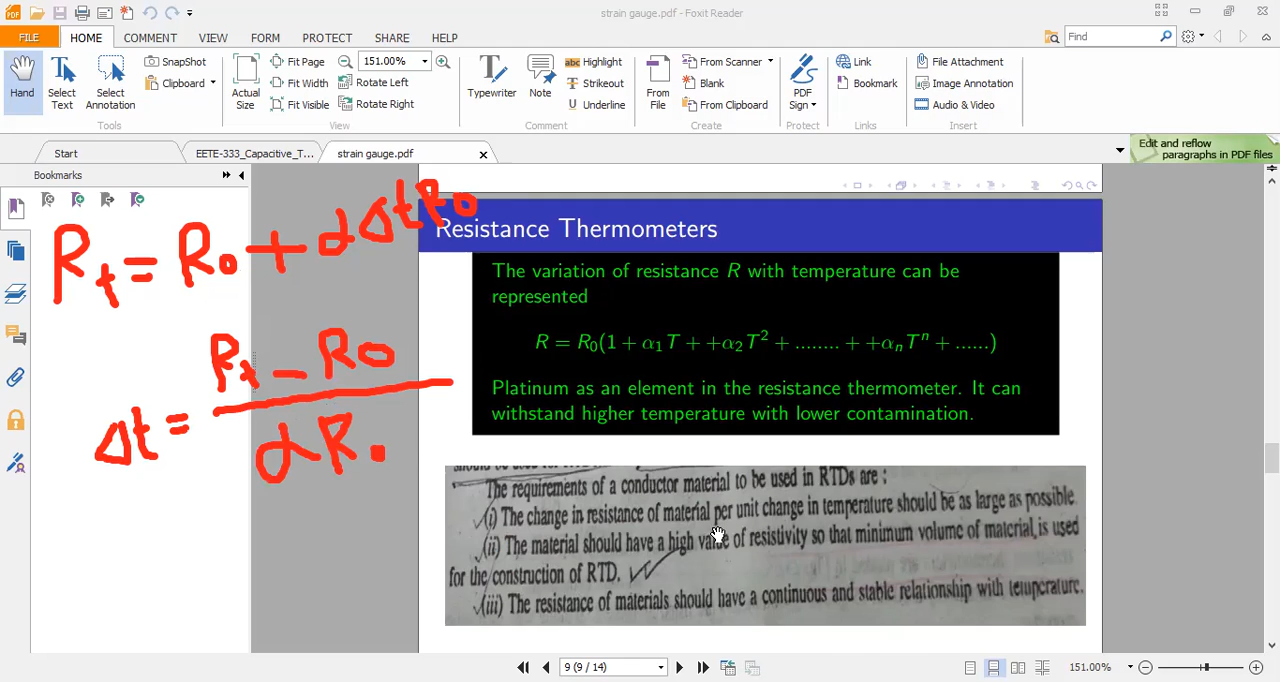 strain gauge.pdf - Foxit Reader
FILE HOME COMMENT VIEW FORM PROTECT SHARE HELP
Find
Hand
Select Text
Select Annotation
SnapShot
Clipboard
Tools
Actual Size
Fit Page
Fit Width
Fit Visible
151.00%
Rotate Left
Rotate Right
View
Typewriter
Note
Highlight
Strikeout
Underline
Comment
From File
From Scanner
Blank
From Clipboard
Create
PDF Sign
Protect
Link
Bookmark
Links
File Attachment
Image Annotation
Audio & Video
Insert
Start
EETE-333_Capacitive_T...
strain gauge.pdf
Edit and reflow
paragraphs in PDF files
Bookmarks
Rt = R0 + αΔtR0
Δt = (Rt - R0) / αR0
Resistance Thermometers
The variation of resistance R with temperature can be
represented
R = R₀(1 + α₁T + +α₂T² + ........ + +αₙTⁿ + ......)
Platinum as an element in the resistance thermometer. It can
withstand higher temperature with lower contamination.
The requirements of a conductor material to be used in RTDs are :
(i) The change in resistance of material per unit change in temperature should be as large as possible
(ii) The material should have a high value of resistivity so that minimum volume of material is used
for the construction of RTD.
(iii) The resistance of materials should have a continuous and stable relationship with temperature.
9 (9 / 14)
151.00%